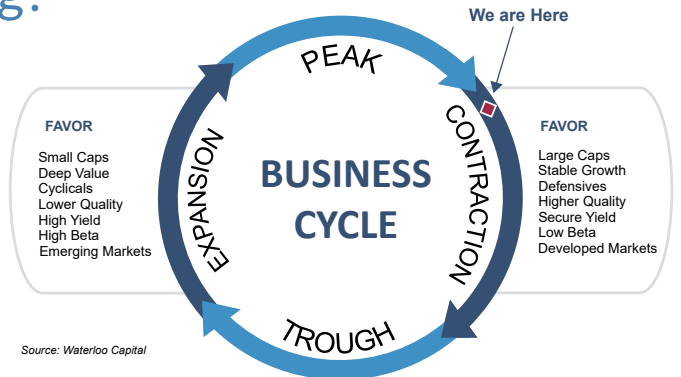 g.
We are Here
PEAK
FAVOR
Small Caps
Deep Value
Cyclicals
Lower Quality
High Yield
High Beta
Emerging Markets
EXPANSION
BUSINESS
CYCLE
CONTRACTION
FAVOR
Large Caps
Stable Growth
Defensives
Higher Quality
Secure Yield
Low Beta
Developed Markets
TROUGH
Source: Waterloo Capital